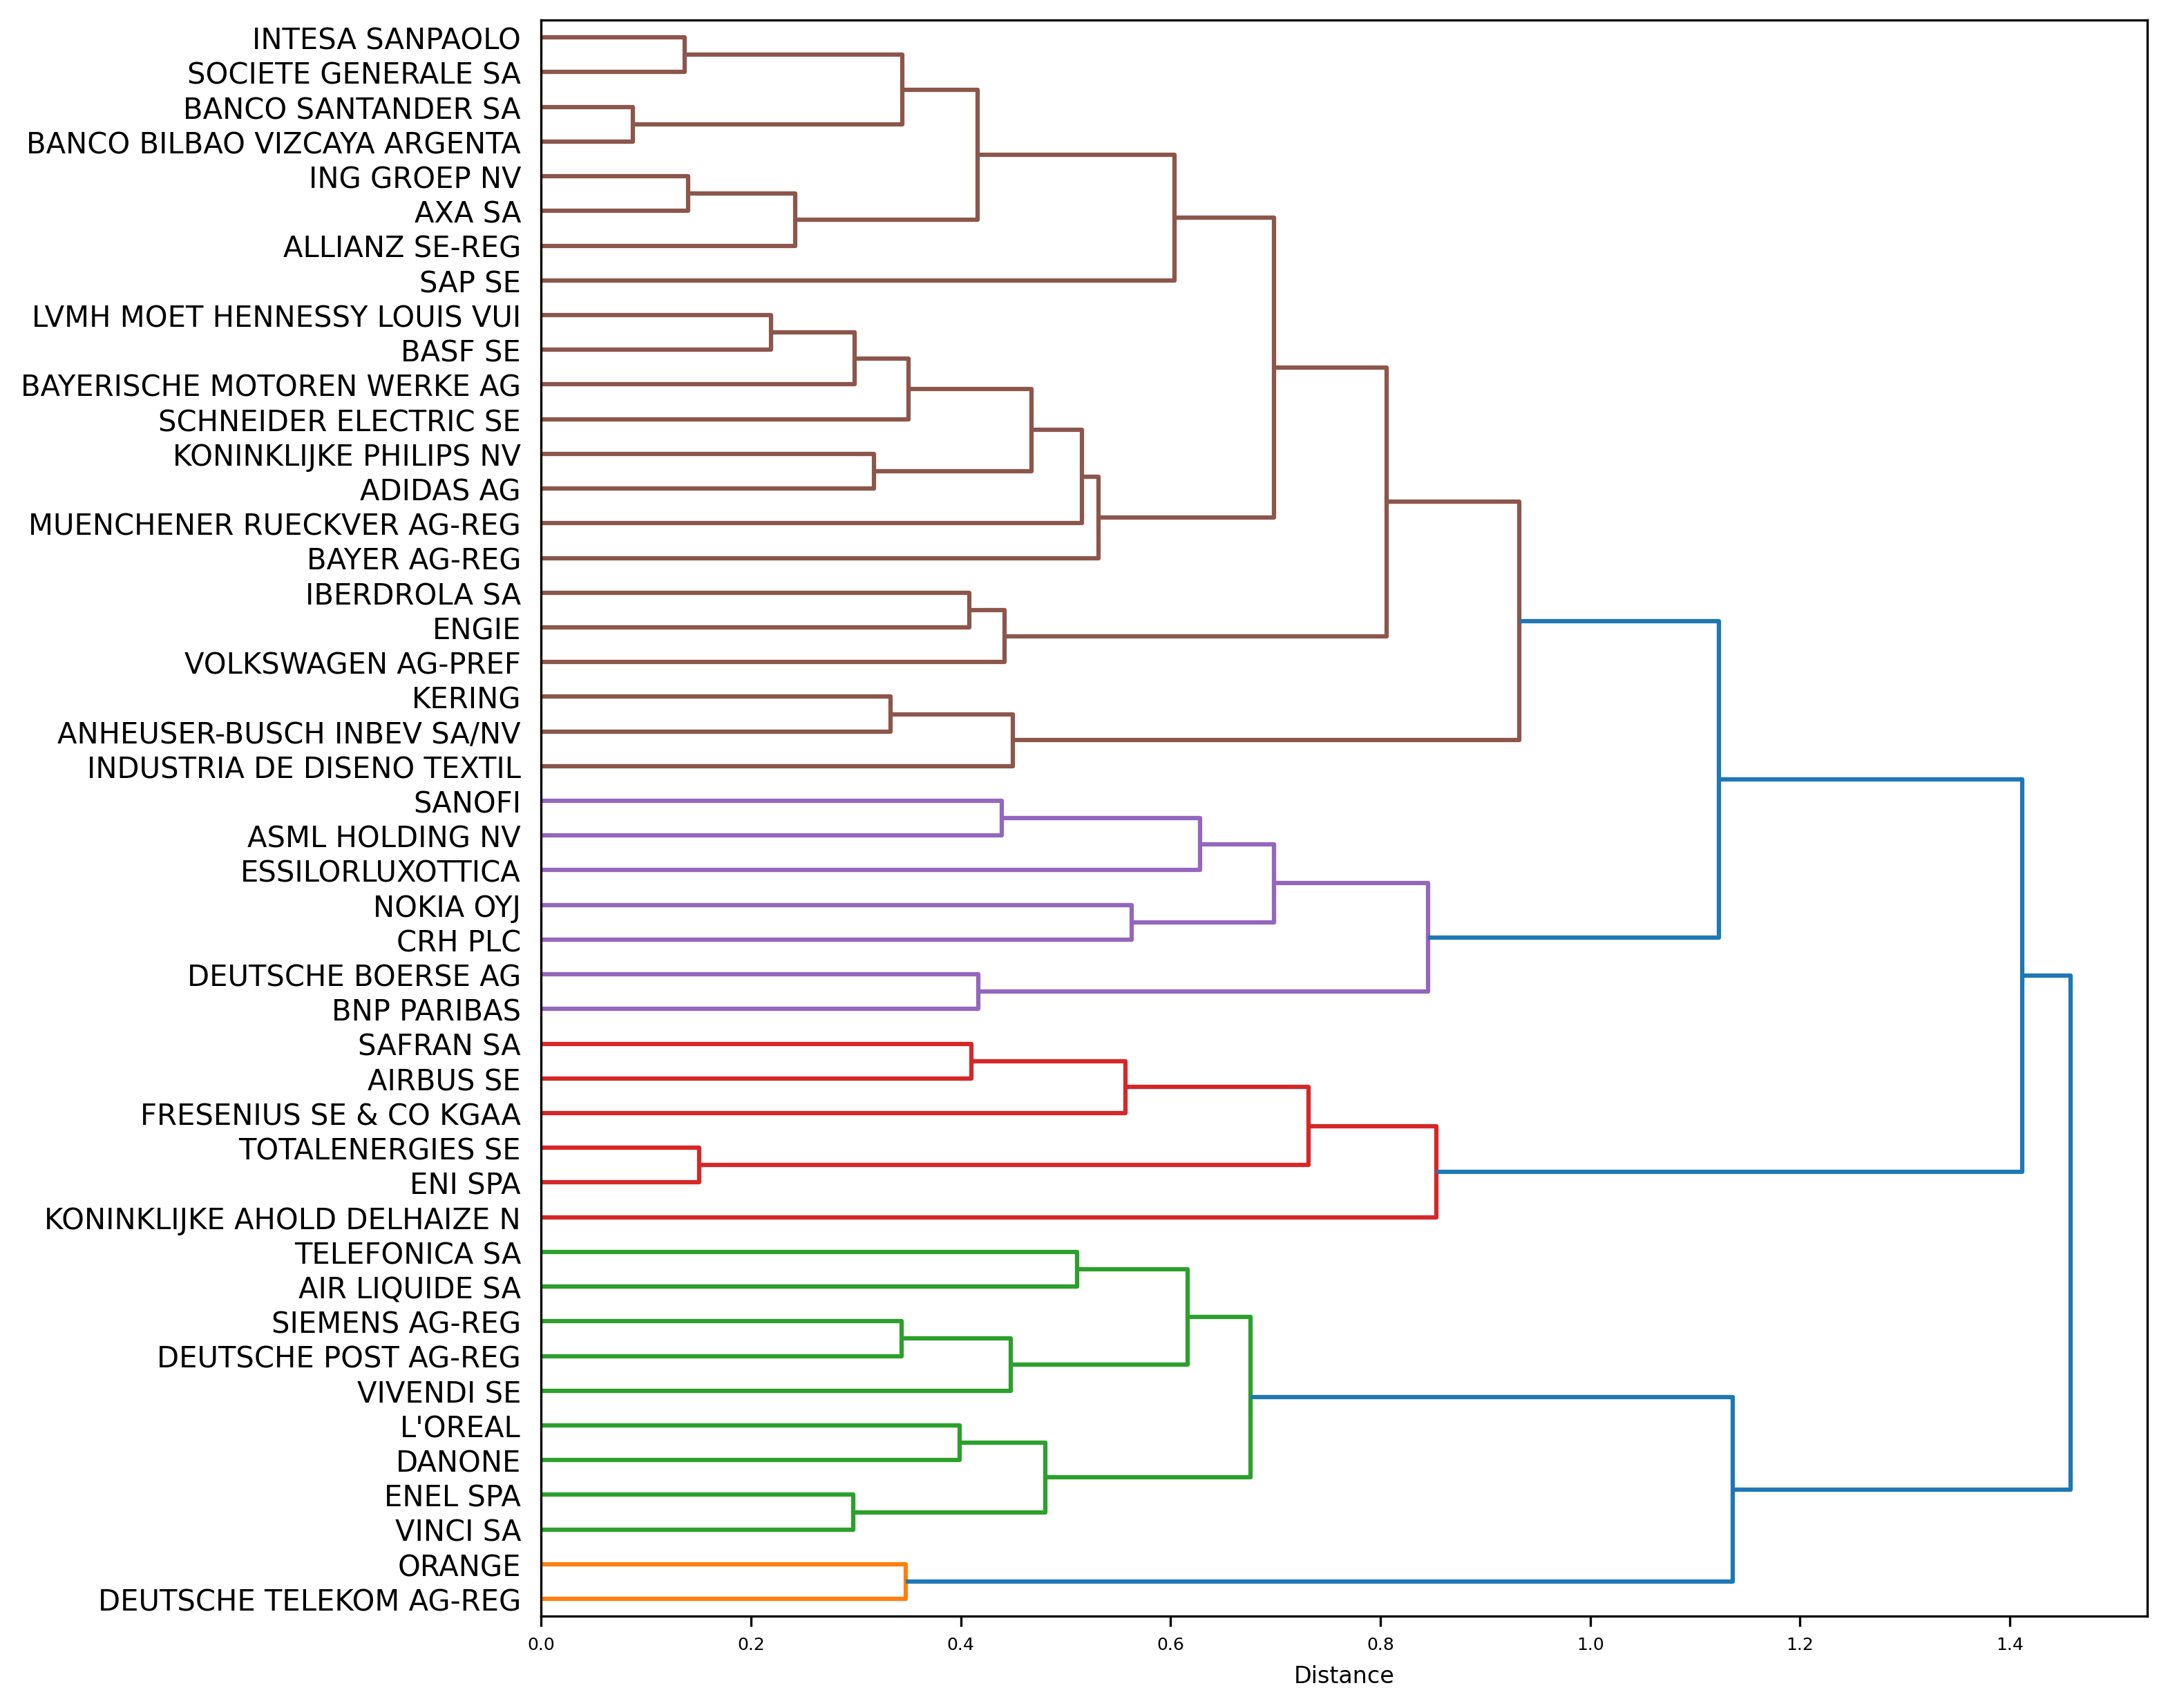 INTESA SANPAOLO
SOCIETE GENERALE SA
BANCO SANTANDER SA
BANCO BILBAO VIZCAYA ARGENTA
ING GROEP NV
AXA SA
ALLIANZ SE-REG
SAP SE
LVMH MOET HENNESSY LOUIS VUI
BASF SE
BAYERISCHE MOTOREN WERKE AG
SCHNEIDER ELECTRIC SE
KONINKLIJKE PHILIPS NV
ADIDAS AG
MUENCHENER RUECKVER AG-REG
BAYER AG-REG
IBERDROLA SA
ENGIE
VOLKSWAGEN AG-PREF
KERING
ANHEUSER-BUSCH INBEV SA/NV
INDUSTRIA DE DISENO TEXTIL
SANOFI
ASML HOLDING NV
ESSILORLUXOTTICA
NOKIA OYJ
CRH PLC
DEUTSCHE BOERSE AG
BNP PARIBAS
SAFRAN SA
AIRBUS SE
FRESENIUS SE & CO KGAA
TOTALENERGIES SE
ENI SPA
KONINKLIJKE AHOLD DELHAIZE N
TELEFONICA SA
AIR LIQUIDE SA
SIEMENS AG-REG
DEUTSCHE POST AG-REG
VIVENDI SE
L'OREAL
DANONE
ENEL SPA
VINCI SA
ORANGE
DEUTSCHE TELEKOM AG-REG
0.0 0.2 0.4 0.6 0.8 1.0 1.2 1.4
Distance